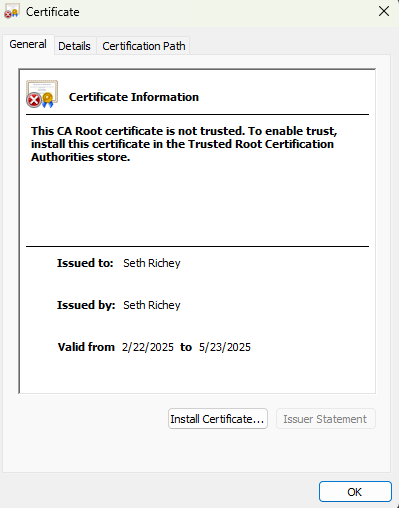 Certificate
General
Details
Certification Path
Certificate Information
This CA Root certificate is not trusted. To enable trust,
install this certificate in the Trusted Root Certification
Authorities store.
Issued to: Seth Richey
Issued by: Seth Richey
Valid from 2/22/2025 to 5/23/2025
Install Certificate...
Issuer Statement
OK